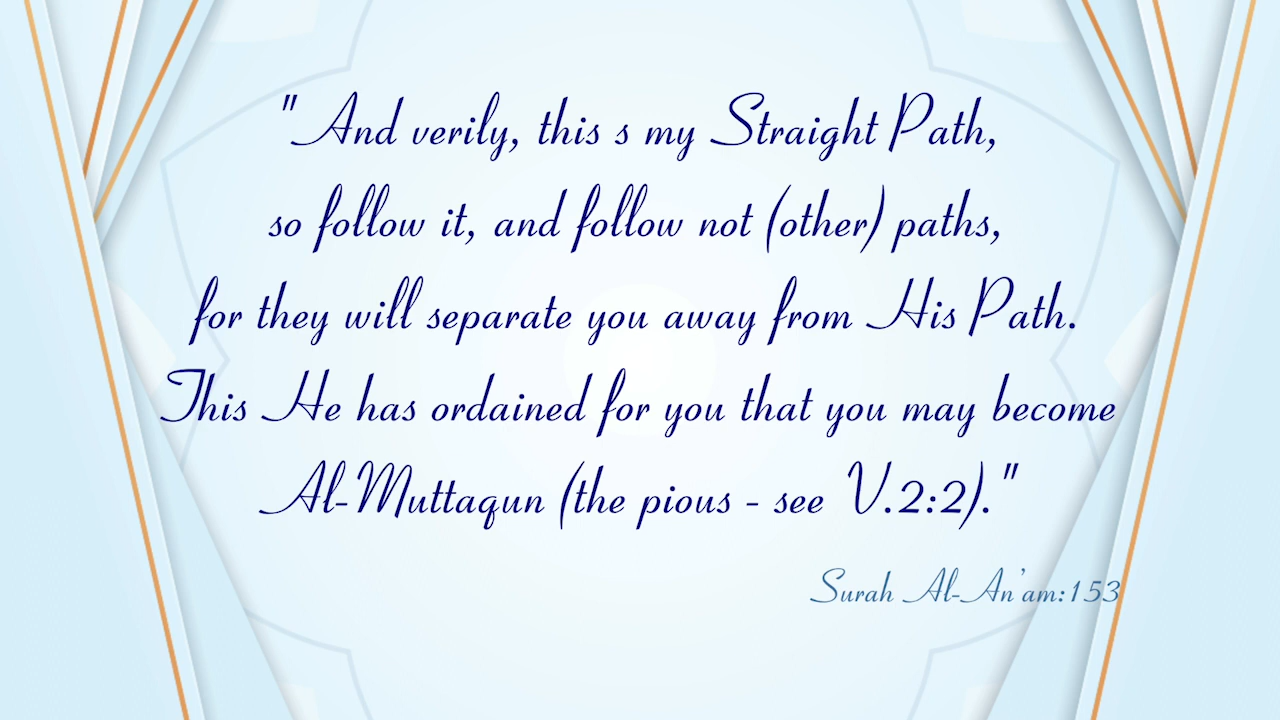 "And verily, this s my Straight Path,
so follow it, and follow not (other) paths,
for they will separate you away from His Path.
This He has ordained for you that you may become
Al-Muttaqun (the pious - see V.2:2)."
Surah Al-An'am:153